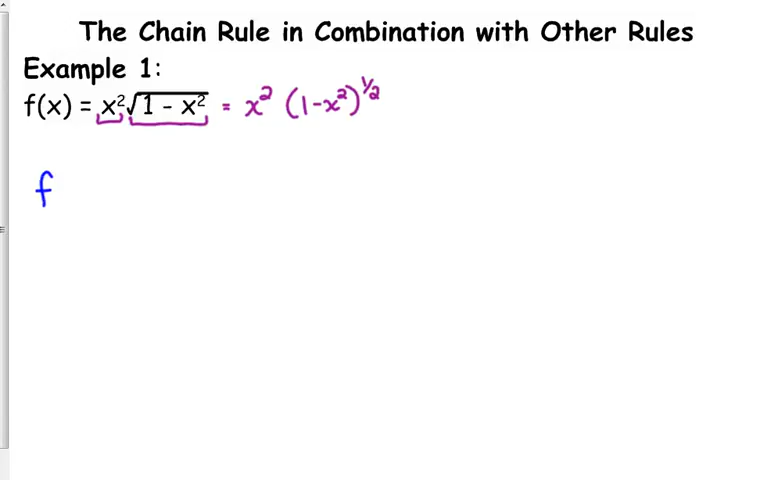 The Chain Rule in Combination with Other Rules
Example 1:
f(x) = x²√1 - x² = x² (1-x²)^½
f